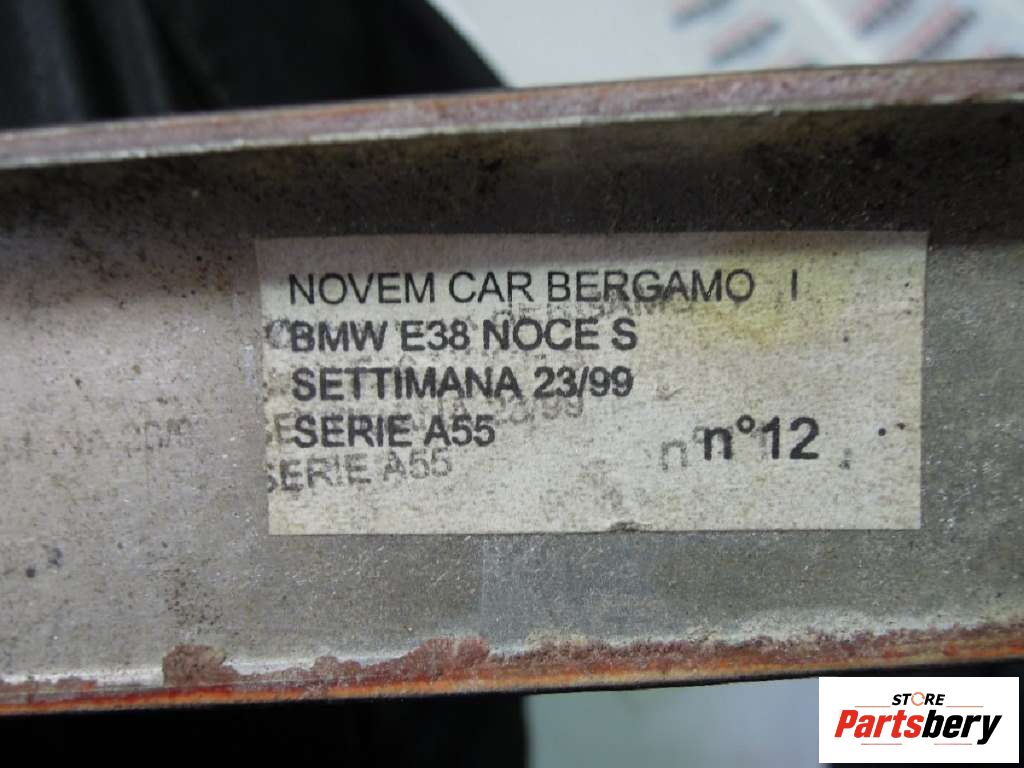 NOVEM CAR BERGAMO I
BMW E38 NOCE S
SETTIMANA 23/99
SERIE A55
n°12
SERIE A55
STORE
Partsbery